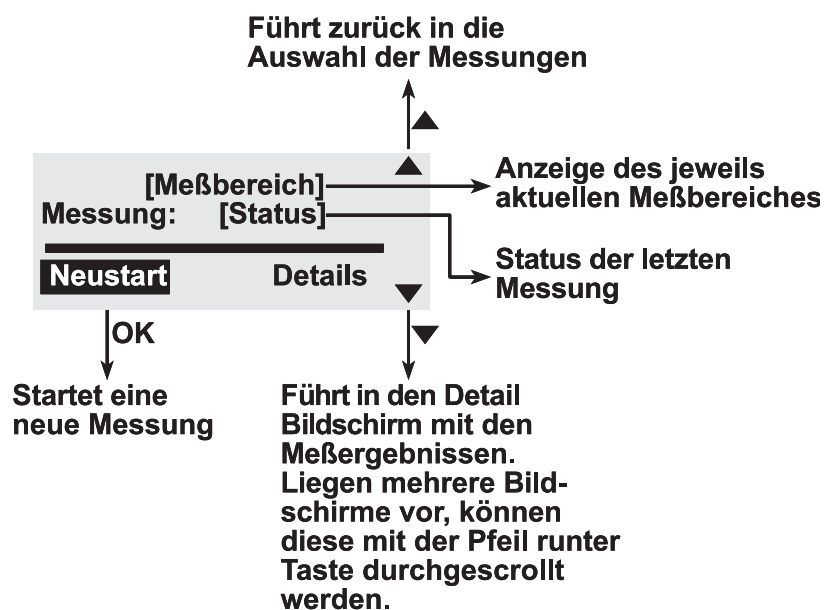 Führt zurück in die
Auswahl der Messungen
[Meßbereich]
Messung: [Status]
Neustart Details
Anzeige des jeweils
aktuellen Meßbereiches
Status der letzten
Messung
OK
Startet eine
neue Messung
Führt in den Detail
Bildschirm mit den
Meßergebnissen.
Liegen mehrere Bild-
schirme vor, können
diese mit der Pfeil runter
Taste durchgescrollt
werden.